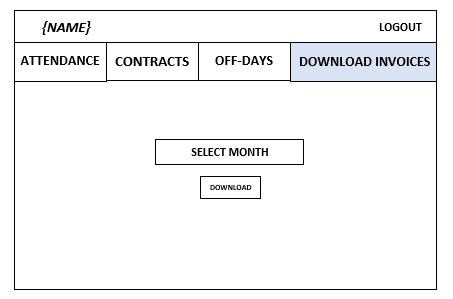 {NAME} LOGOUT
ATTENDANCE CONTRACTS OFF-DAYS DOWNLOAD INVOICES
SELECT MONTH
DOWNLOAD